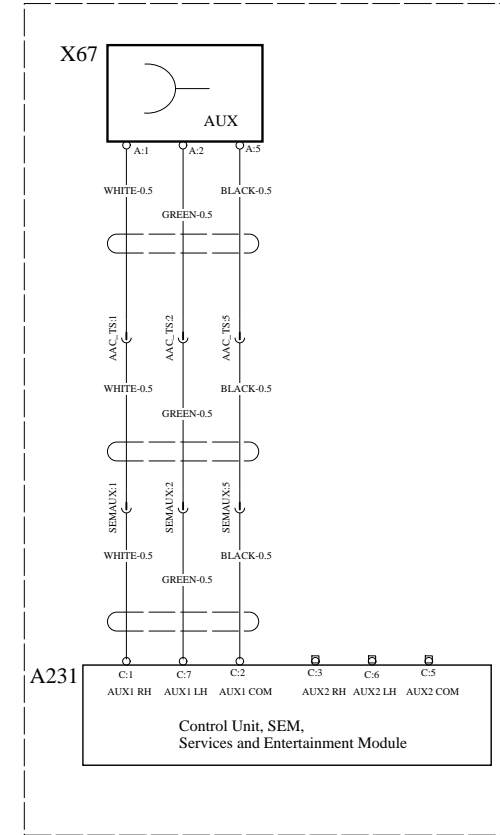 X67
AUX
A:1 A:2 A:5
WHITE-0.5 BLACK-0.5
GREEN-0.5
AAC_TS:1 AAC_TS:2 AAC_TS:5
WHITE-0.5 BLACK-0.5
GREEN-0.5
SEMAUX:1 SEMAUX:2 SEMAUX:5
WHITE-0.5 BLACK-0.5
GREEN-0.5
A231 C:1 C:7 C:2 C:3 C:6 C:5
AUX1 RH AUX1 LH AUX1 COM AUX2 RH AUX2 LH AUX2 COM
Control Unit, SEM,
Services and Entertainment Module